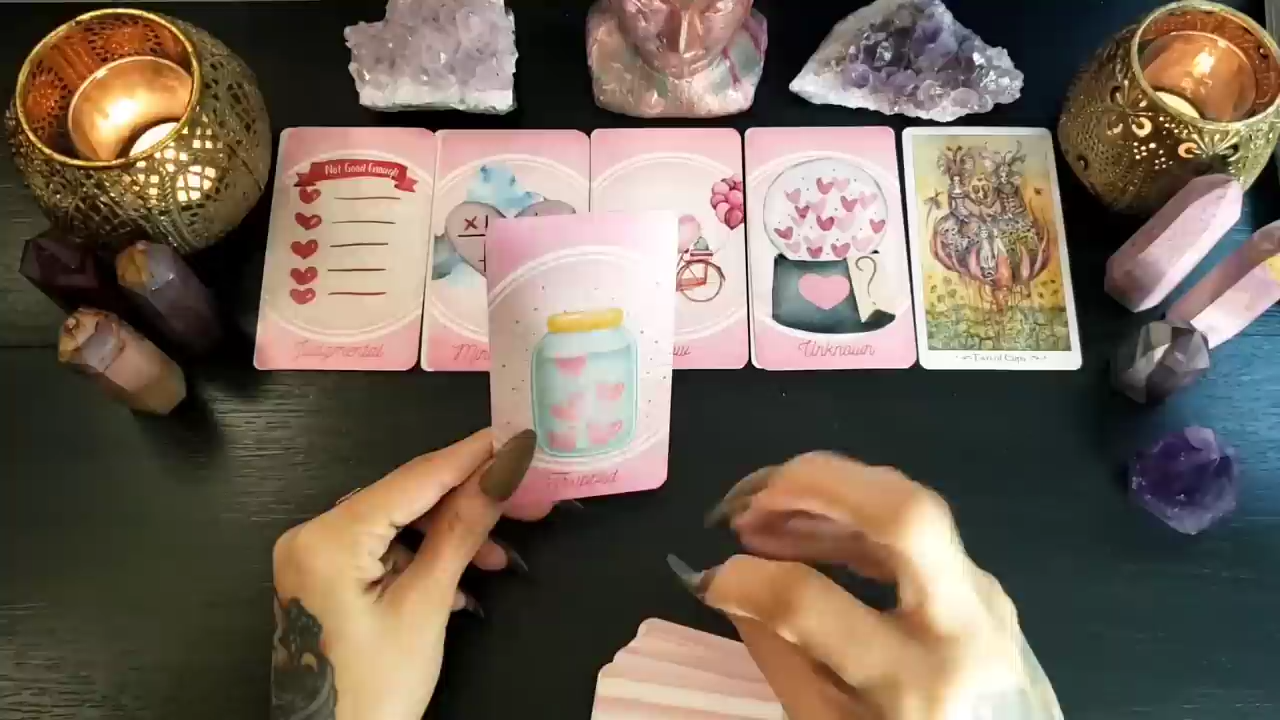 Not Good Enough
Judgmental
Unknown
Two of Cups
Trapped